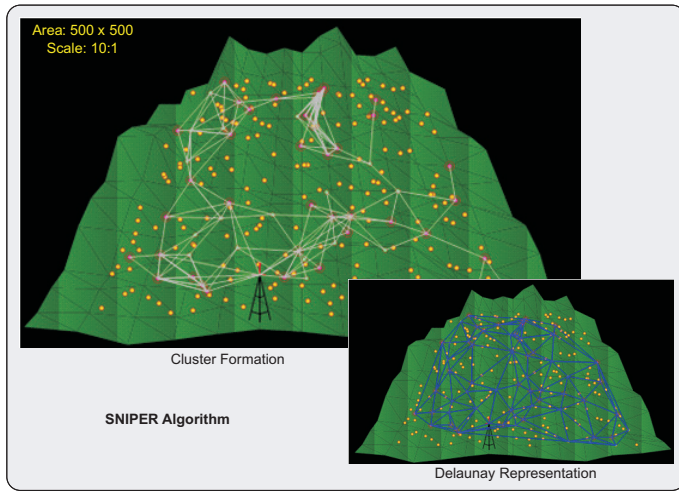 Area: 500 x 500
Scale: 10:1
Cluster Formation
SNIPER Algorithm
Delaunay Representation